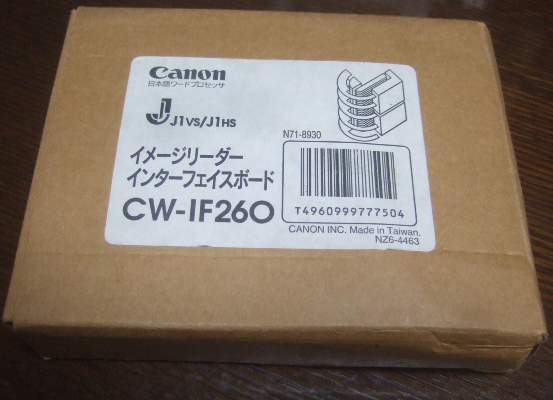 Canon
日本語ワードプロセッサ
J J1VS/J1HS
N71-8930
イメージリーダー
インターフェイスボード
CW-IF260
T4960999777504
CANON INC. Made in Taiwan.
NZ6-4463